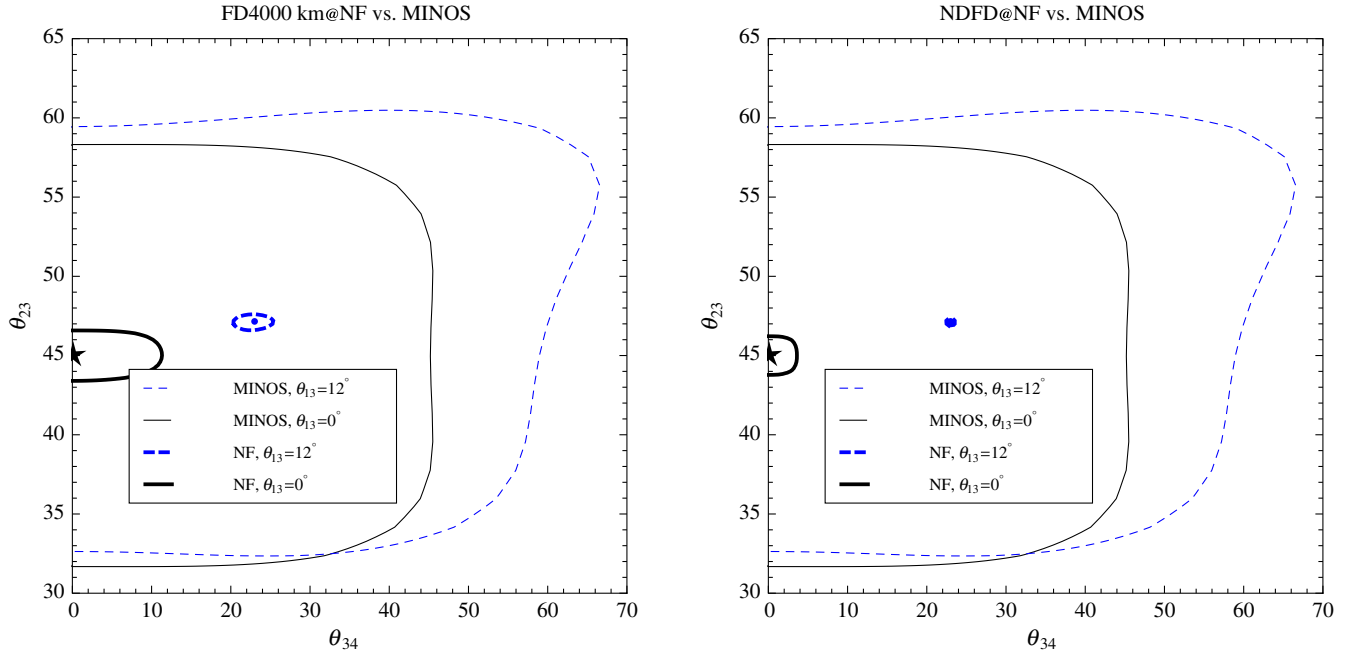 FD4000 km@NF vs. MINOS
65
60
55
50
45
40
35
30
θ23
0 10 20 30 40 50 60 70
θ34
MINOS, θ13=12°
MINOS, θ13=0°
NF, θ13=12°
NF, θ13=0°
NDFD@NF vs. MINOS
65
60
55
50
45
40
35
30
θ23
0 10 20 30 40 50 60 70
θ34
MINOS, θ13=12°
MINOS, θ13=0°
NF, θ13=12°
NF, θ13=0°